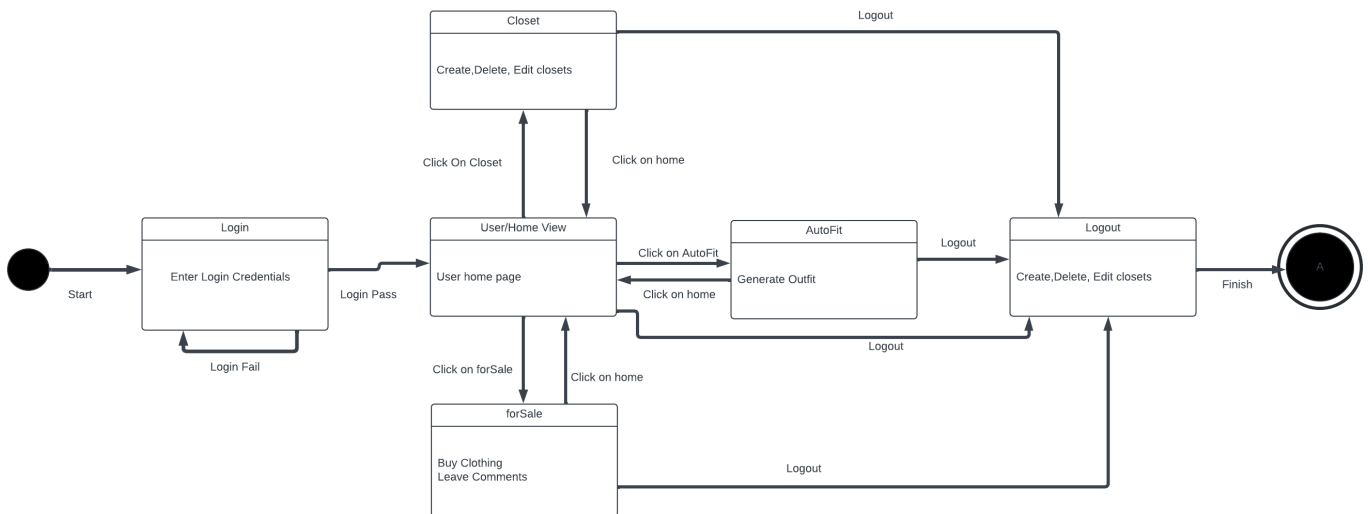 Closet
Create,Delete, Edit closets
Logout
Click On Closet
Click on home
Start
Login
Enter Login Credentials
Login Fail
Login Pass
User/Home View
User home page
Click on AutoFit
Click on home
AutoFit
Generate Outfit
Logout
Logout
Logout
Create,Delete, Edit closets
Finish
A
Click on forSale
Click on home
forSale
Buy Clothing
Leave Comments
Logout